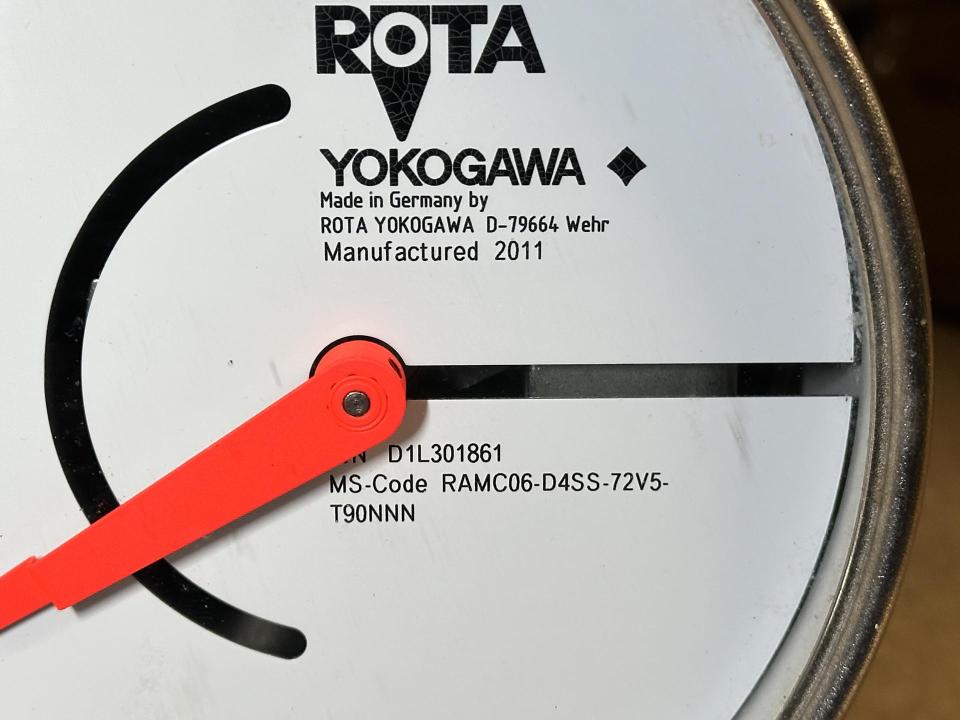 ROTA
YOKOGAWA
Made in Germany by
ROTA YOKOGAWA D-79664 Wehr
Manufactured 2011
D1L301861
MS-Code RAMC06-D4SS-72V5-
T90NNN